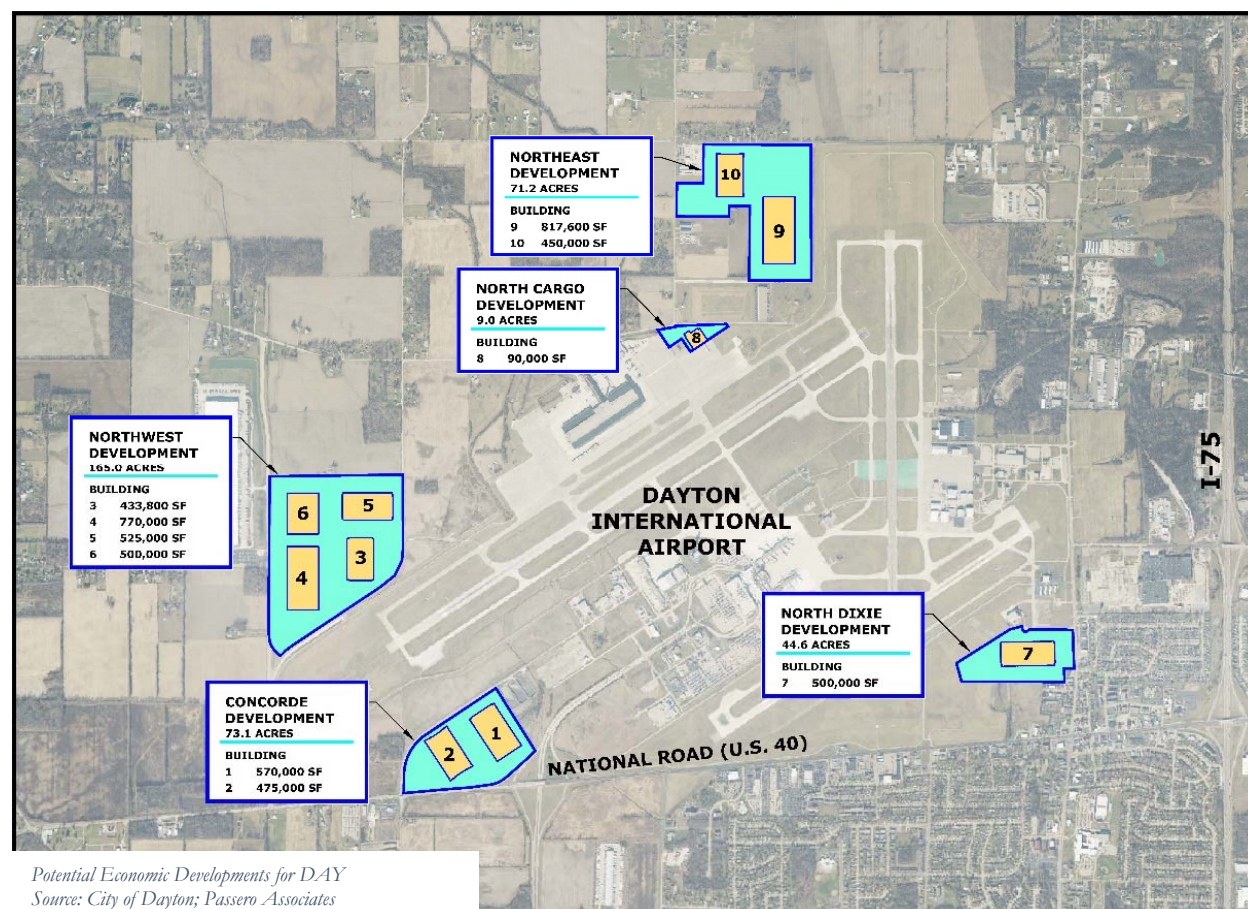 NORTHEAST
DEVELOPMENT
71.2 ACRES
BUILDING
9 817,600 SF
10 450,000 SF
10
9
NORTH CARGO
DEVELOPMENT
9.0 ACRES
BUILDING
8 90,000 SF
8
NORTHWEST
DEVELOPMENT
165.0 ACRES
BUILDING
3 433,800 SF
4 770,000 SF
5 525,000 SF
6 500,000 SF
6
5
4
3
DAYTON
INTERNATIONAL
AIRPORT
I-75
NORTH DIXIE
DEVELOPMENT
44.6 ACRES
BUILDING
7 500,000 SF
7
CONCORDE
DEVELOPMENT
73.1 ACRES
BUILDING
1 570,000 SF
2 475,000 SF
1
2
NATIONAL ROAD (U.S. 40)
Potential Economic Developments for DAY
Source: City of Dayton; Passero Associates